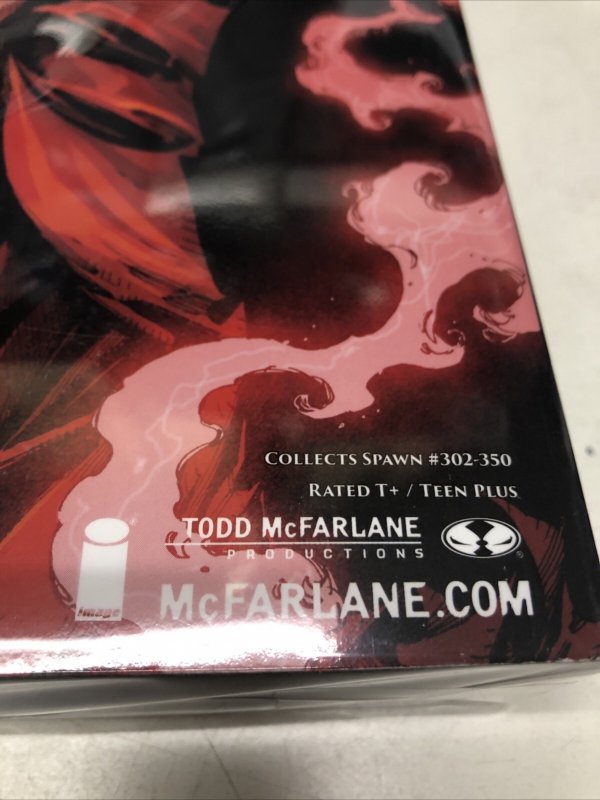 COLLECTS SPAWN #302-350
RATED T+ / TEEN PLUS
TODD McFARLANE
PRODUCTIONS
®
image
McFARLANE.COM